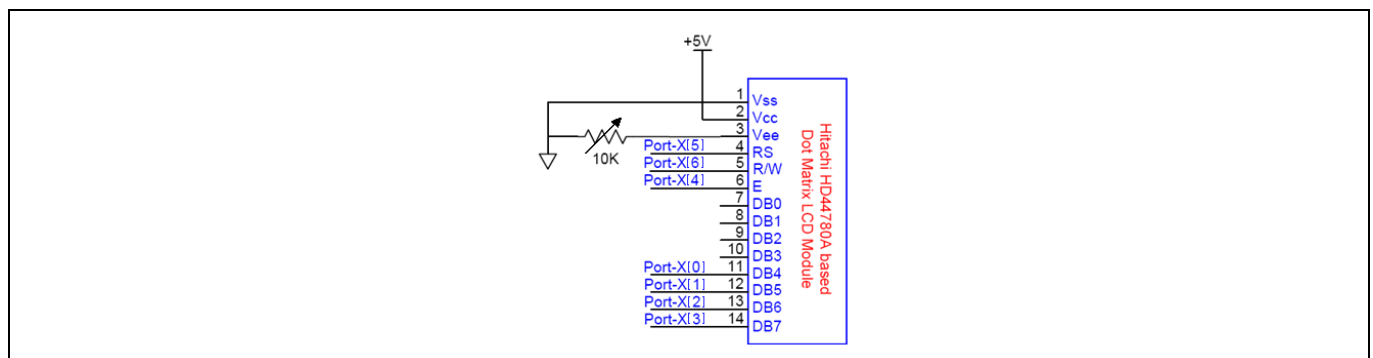 +5V
1 Vss
2 Vcc
3 Vee
10K
Port-X[5] 4 RS
Port-X[6] 5 R/W
Port-X[4] 6 E
7 DB0
8 DB1
9 DB2
10 DB3
Port-X[0] 11 DB4
Port-X[1] 12 DB5
Port-X[2] 13 DB6
Port-X[3] 14 DB7
Hitachi HD44780A based
Dot Matrix LCD Module